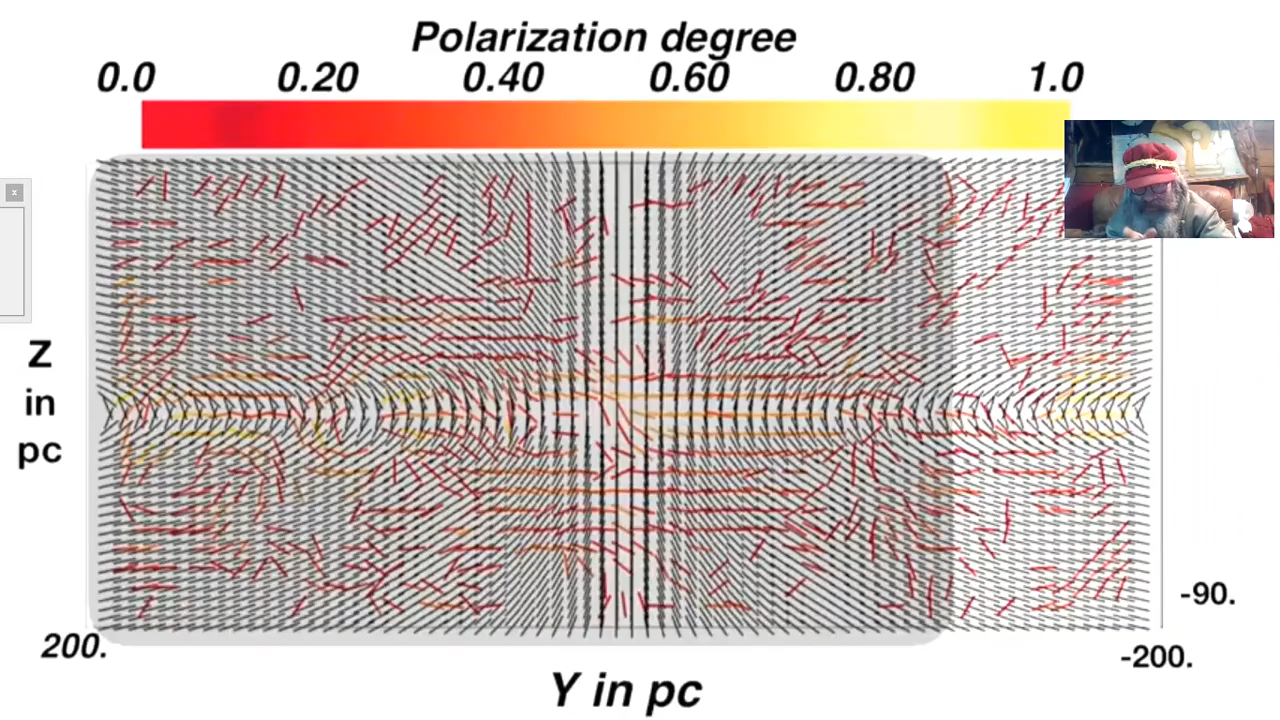 Polarization degree
0.0 0.20 0.40 0.60 0.80 1.0
x
Z
in
pc
-90.
200.
-200.
Y in pc